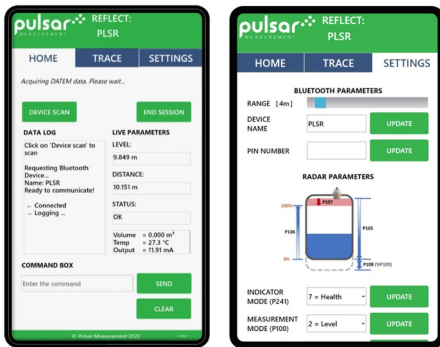 pulsar
MEASUREMENT
REFLECT:
PLSR
HOME
TRACE
SETTINGS
Acquiring DATEM data. Please wait...
DEVICE SCAN
END SESSION
DATA LOG
Click on 'Device scan' to
scan
Requesting Bluetooth
Device...
Name: PLSR
Ready to communicate!
← Connected
→ Logging ...
LIVE PARAMETERS
LEVEL:
9.849 m
DISTANCE:
10.151 m
STATUS:
OK
Volume = 0.000 m³
Temp = 27.3 °C
Output = 11.91 mA
COMMAND BOX
Enter the command
SEND
CLEAR
© Pulsar Measurement 2022
pulsar
MEASUREMENT
REFLECT:
PLSR
HOME
TRACE
SETTINGS
BLUETOOTH PARAMETERS
RANGE [4m]
DEVICE
NAME
PLSR
UPDATE
PIN NUMBER
UPDATE
RADAR PARAMETERS
P107
100%
P106
P105
0%
P108 (%P105)
INDICATOR
MODE (P241)
7 = Health
UPDATE
MEASUREMENT
MODE (P100)
2 = Level
UPDATE